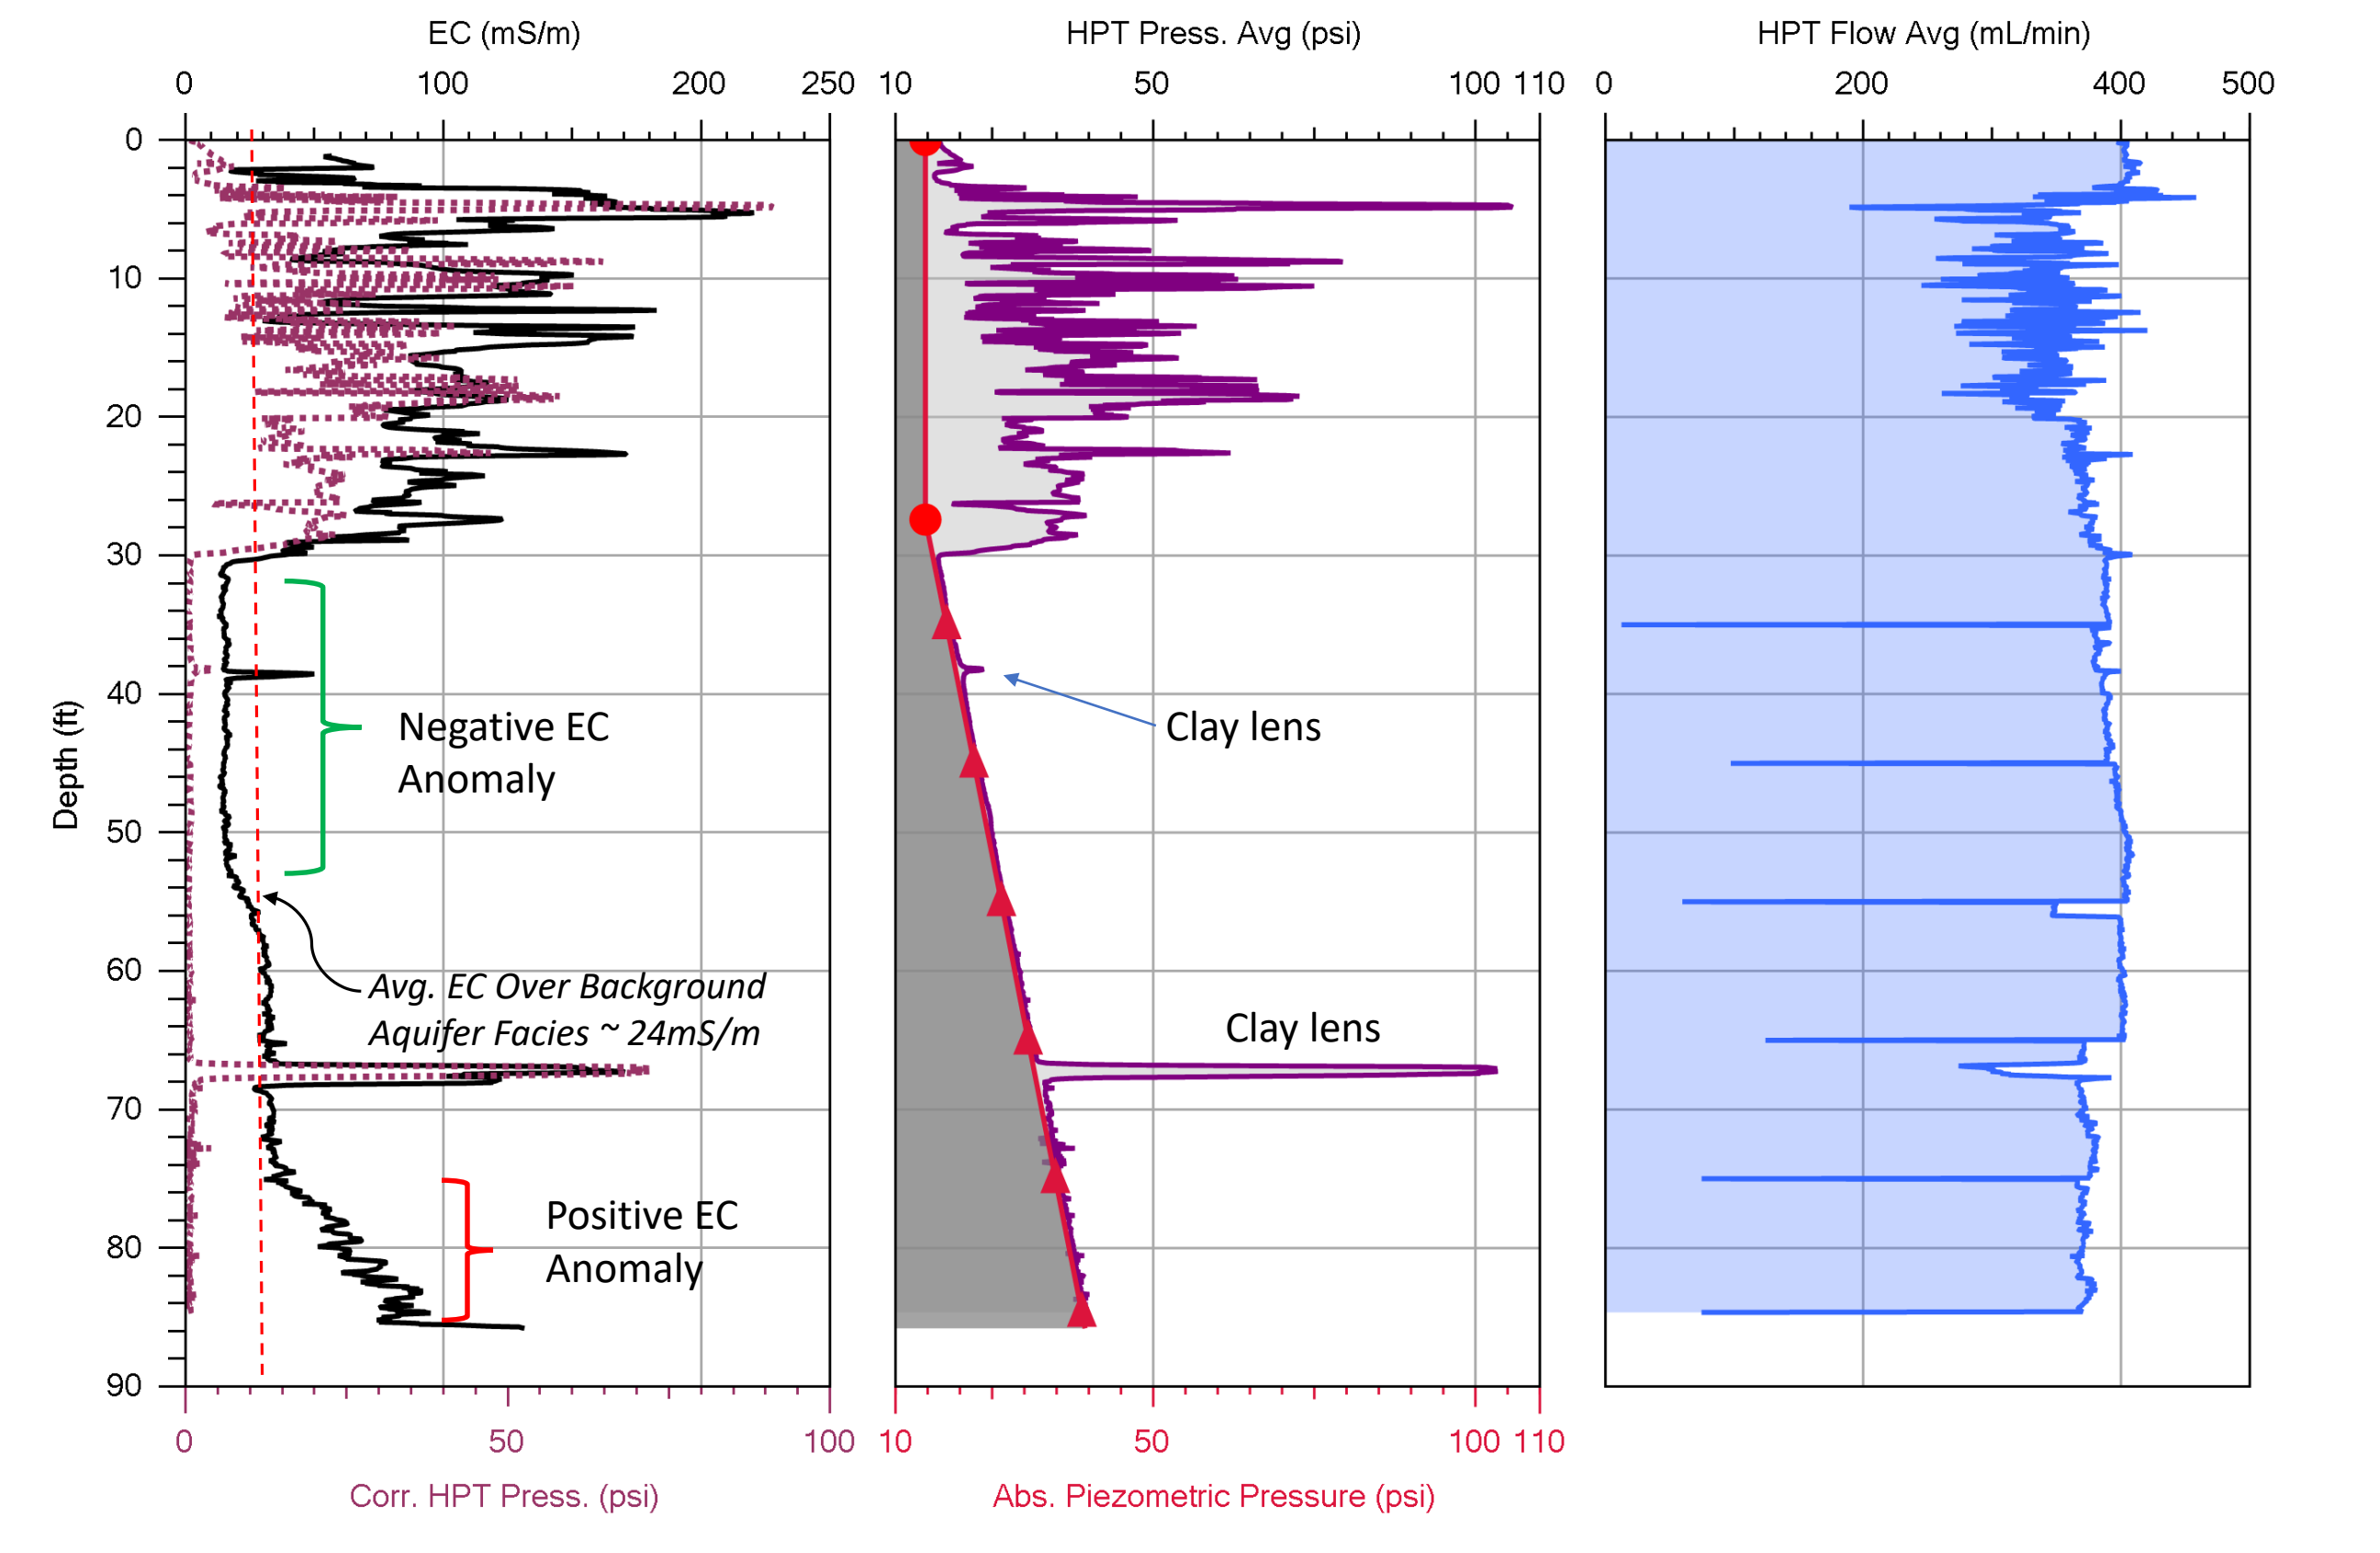 EC (mS/m)
HPT Press. Avg (psi)
HPT Flow Avg (mL/min)
0 100 200 250
10 50 100 110
0 200 400 500
0
10
20
30
40
50
60
70
80
90
Depth (ft)
Negative EC
Anomaly
Clay lens
Avg. EC Over Background
Aquifer Facies ~ 24mS/m
Clay lens
Positive EC
Anomaly
0 50 100
10 50 100 110
Corr. HPT Press. (psi)
Abs. Piezometric Pressure (psi)